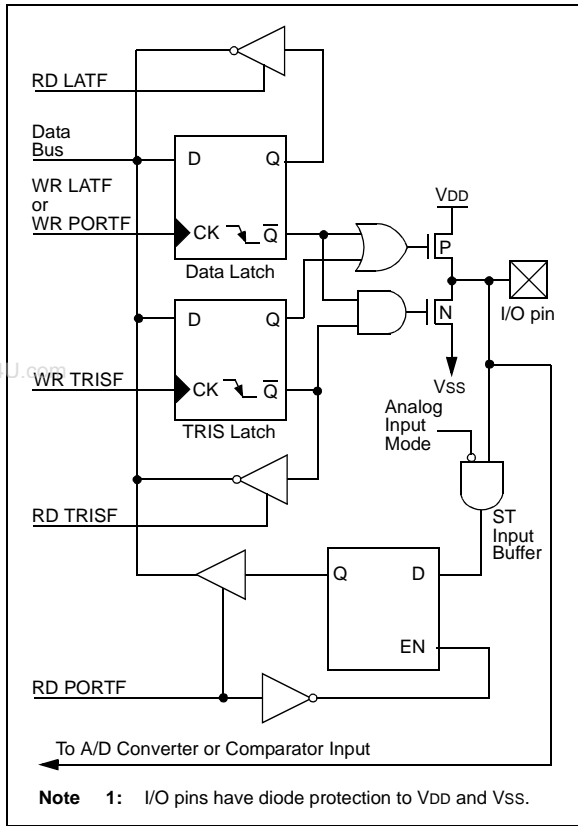 RD LATF
Data
Bus
D Q
WR LATF
or
WR PORTF
CK Q
Data Latch
VDD
P
I/O pin
N
VSS
D Q
U.com
WR TRISF
CK Q
TRIS Latch
Analog
Input
Mode
RD TRISF
ST
Input
Buffer
Q D
EN
RD PORTF
To A/D Converter or Comparator Input
Note 1: I/O pins have diode protection to VDD and VSS.